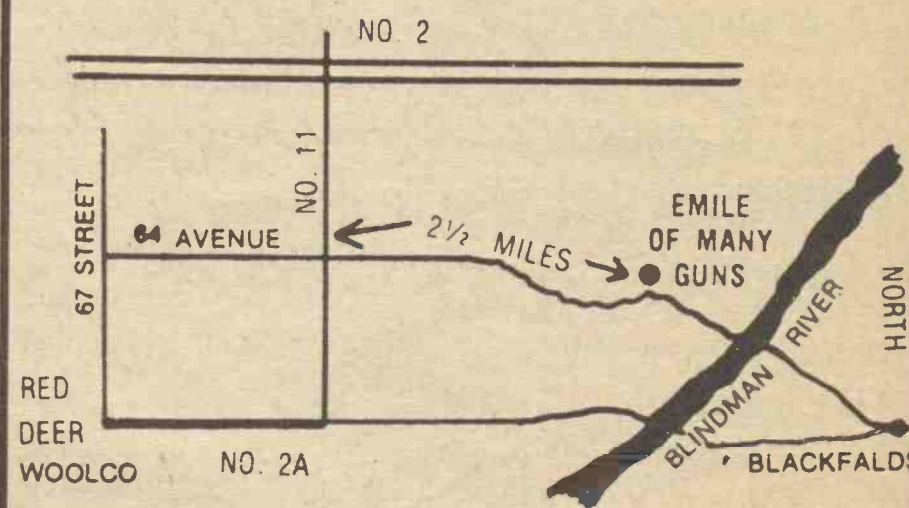 NO. 2
NO. 11
67 STREET
64 AVENUE
2½ MILES
EMILE
OF MANY
GUNS
NORTH
BLINDMAN RIVER
RED
DEER
WOOLCO
NO. 2A
BLACKFALDS